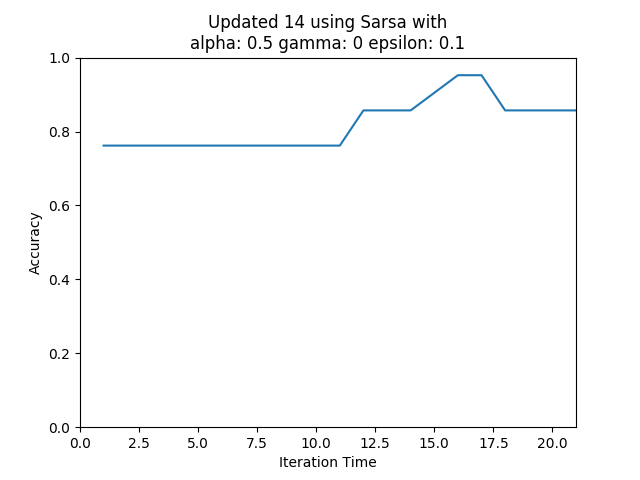 Updated 14 using Sarsa with
alpha: 0.5 gamma: 0 epsilon: 0.1
1.0
0.8
0.6
0.4
0.2
0.0
Accuracy
0.0 2.5 5.0 7.5 10.0 12.5 15.0 17.5 20.0
Iteration Time